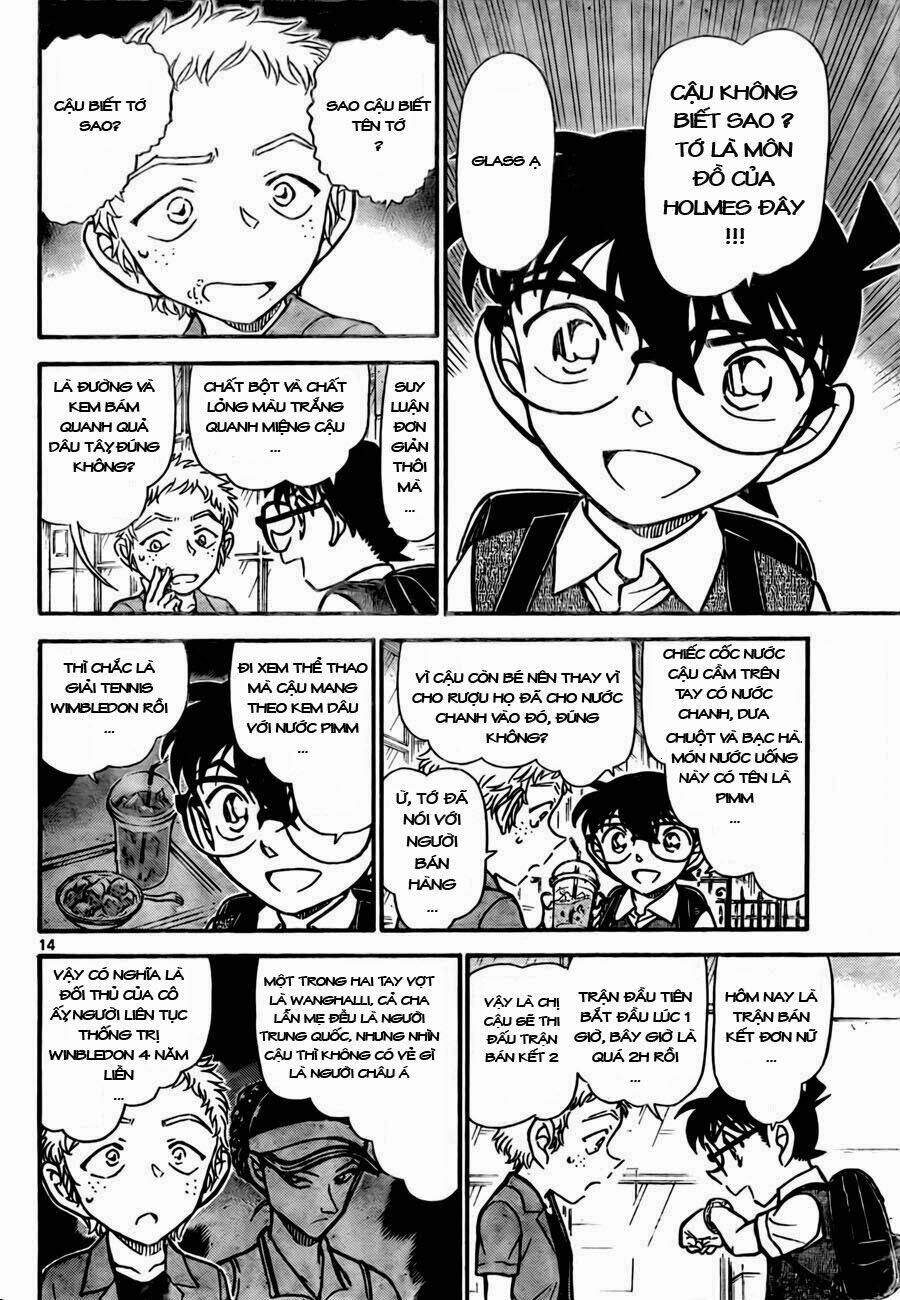 CẬU KHÔNG
BIẾT SAO ?
TỚ LÀ MÔN
ĐỒ CỦA
HOLMES ĐÂY
!!!
GLASS Ạ
SAO CẬU BIẾT
TÊN TỚ
?
CẬU BIẾT TỚ
SAO?
SUY
LUẬN
ĐƠN
GIẢN
THÔI
MÀ
...
CHẤT BỘT VÀ CHẤT
LỎNG MÀU TRẮNG
QUANH MIỆNG CẬU
...
LÀ ĐƯỜNG VÀ
KEM BÁM
QUANH QUẢ
DÂU TÂY, ĐÚNG
KHÔNG?
CHIẾC CỐC NƯỚC
CẬU CẦM TRÊN
TAY CÓ NƯỚC
CHANH, DƯA
CHUỘT VÀ BẠC HÀ.
MÓN NƯỚC UỐNG
NÀY CÓ TÊN LÀ
PIMM
...
VÌ CẬU CÒN BÉ NÊN THAY VÌ
CHO RƯỢU HỌ ĐÃ CHO NƯỚC
CHANH VÀO ĐÓ, ĐÚNG
KHÔNG?
Ừ, TỚ ĐÃ
NÓI VỚI
NGƯỜI
BÁN
HÀNG
...
ĐI XEM THỂ THAO
MÀ CẬU MANG
THEO KEM DÂU
VỚI NƯỚC PIMM
...
THÌ CHẮC LÀ
GIẢI TENNIS
WIMBLEDON RỒI
...
14
HÔM NAY LÀ
TRẬN BÁN
KẾT ĐƠN NỮ
...
TRẬN ĐẦU TIÊN
BẮT ĐẦU LÚC 1
GIỜ, BÂY GIỜ LÀ
QUÁ 2H RỒI
...
VẬY LÀ CHỊ
CẬU SẼ THI
ĐẤU TRẬN
BÁN KẾT 2
...
MỘT TRONG HAI TAY VỢT
LÀ WANGHALLI, CẢ CHA
LẪN MẸ ĐỀU LÀ NGƯỜI
TRUNG QUỐC, NHƯNG NHÌN
CẬU THÌ KHÔNG CÓ VẺ GÌ
LÀ NGƯỜI CHÂU Á
VẬY CÓ NGHĨA LÀ
ĐỐI THỦ CỦA CÔ
ẤY, NGƯỜI LIÊN TỤC
THỐNG TRỊ
WINBLEDON 4 NĂM
LIỀN
...